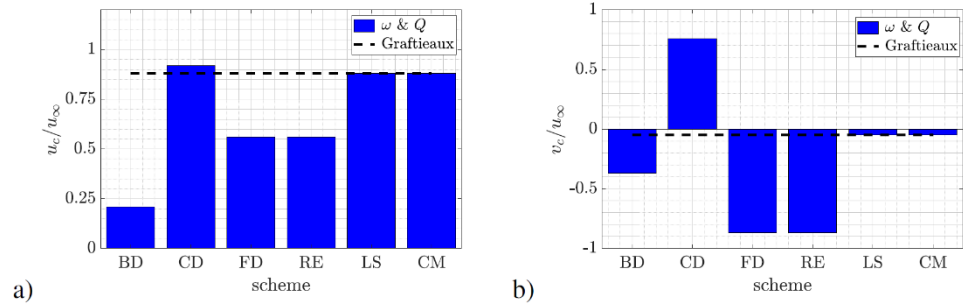 ω & Q
Graftieaux
1
0.75
0.5
0.25
0
u_c/u_∞
BD CD FD RE LS CM
scheme
a)
ω & Q
Graftieaux
1
0.5
0
-0.5
-1
v_c/u_∞
BD CD FD RE LS CM
scheme
b)